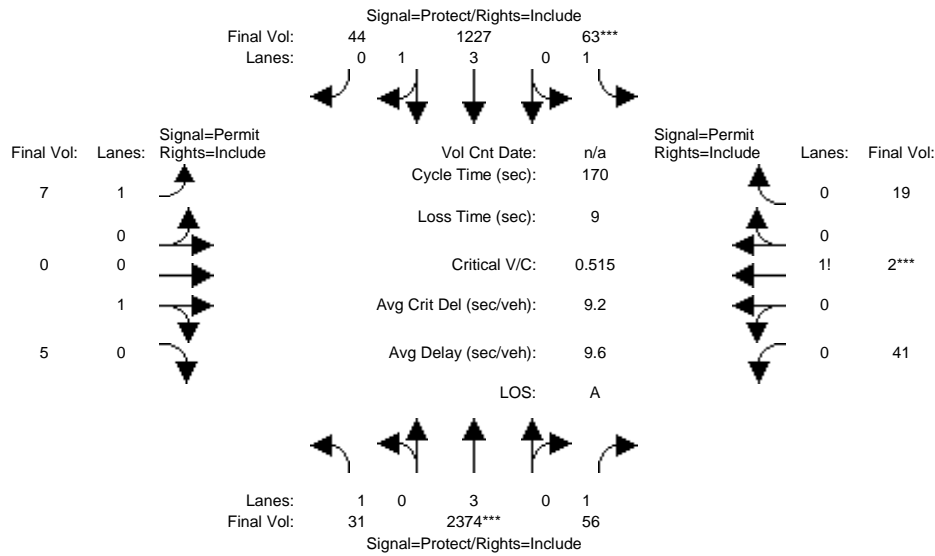 Signal=Protect/Rights=Include
Final Vol: 44 1227 63***
Lanes: 0 1 3 0 1
Signal=Permit
Final Vol: Lanes: Rights=Include
Vol Cnt Date: n/a
Signal=Permit
Rights=Include Lanes: Final Vol:
Cycle Time (sec): 170
7 1
0 19
Loss Time (sec): 9
0
0
0 0
Critical V/C: 0.515
1! 2***
1
Avg Crit Del (sec/veh): 9.2
0
5 0
Avg Delay (sec/veh): 9.6
0 41
LOS: A
Lanes: 1 0 3 0 1
Final Vol: 31 2374*** 56
Signal=Protect/Rights=Include